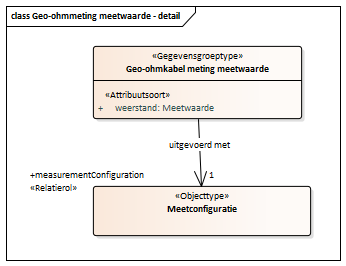 class Geo-ohmmeting meetwaarde - detail
«Gegevensgroeptype»
Geo-ohmkabel meting meetwaarde
«Attribuutsoort»
+ weerstand: Meetwaarde
uitgevoerd met
+measurementConfiguration
1
«Relatierol»
«Objecttype»
Meetconfiguratie